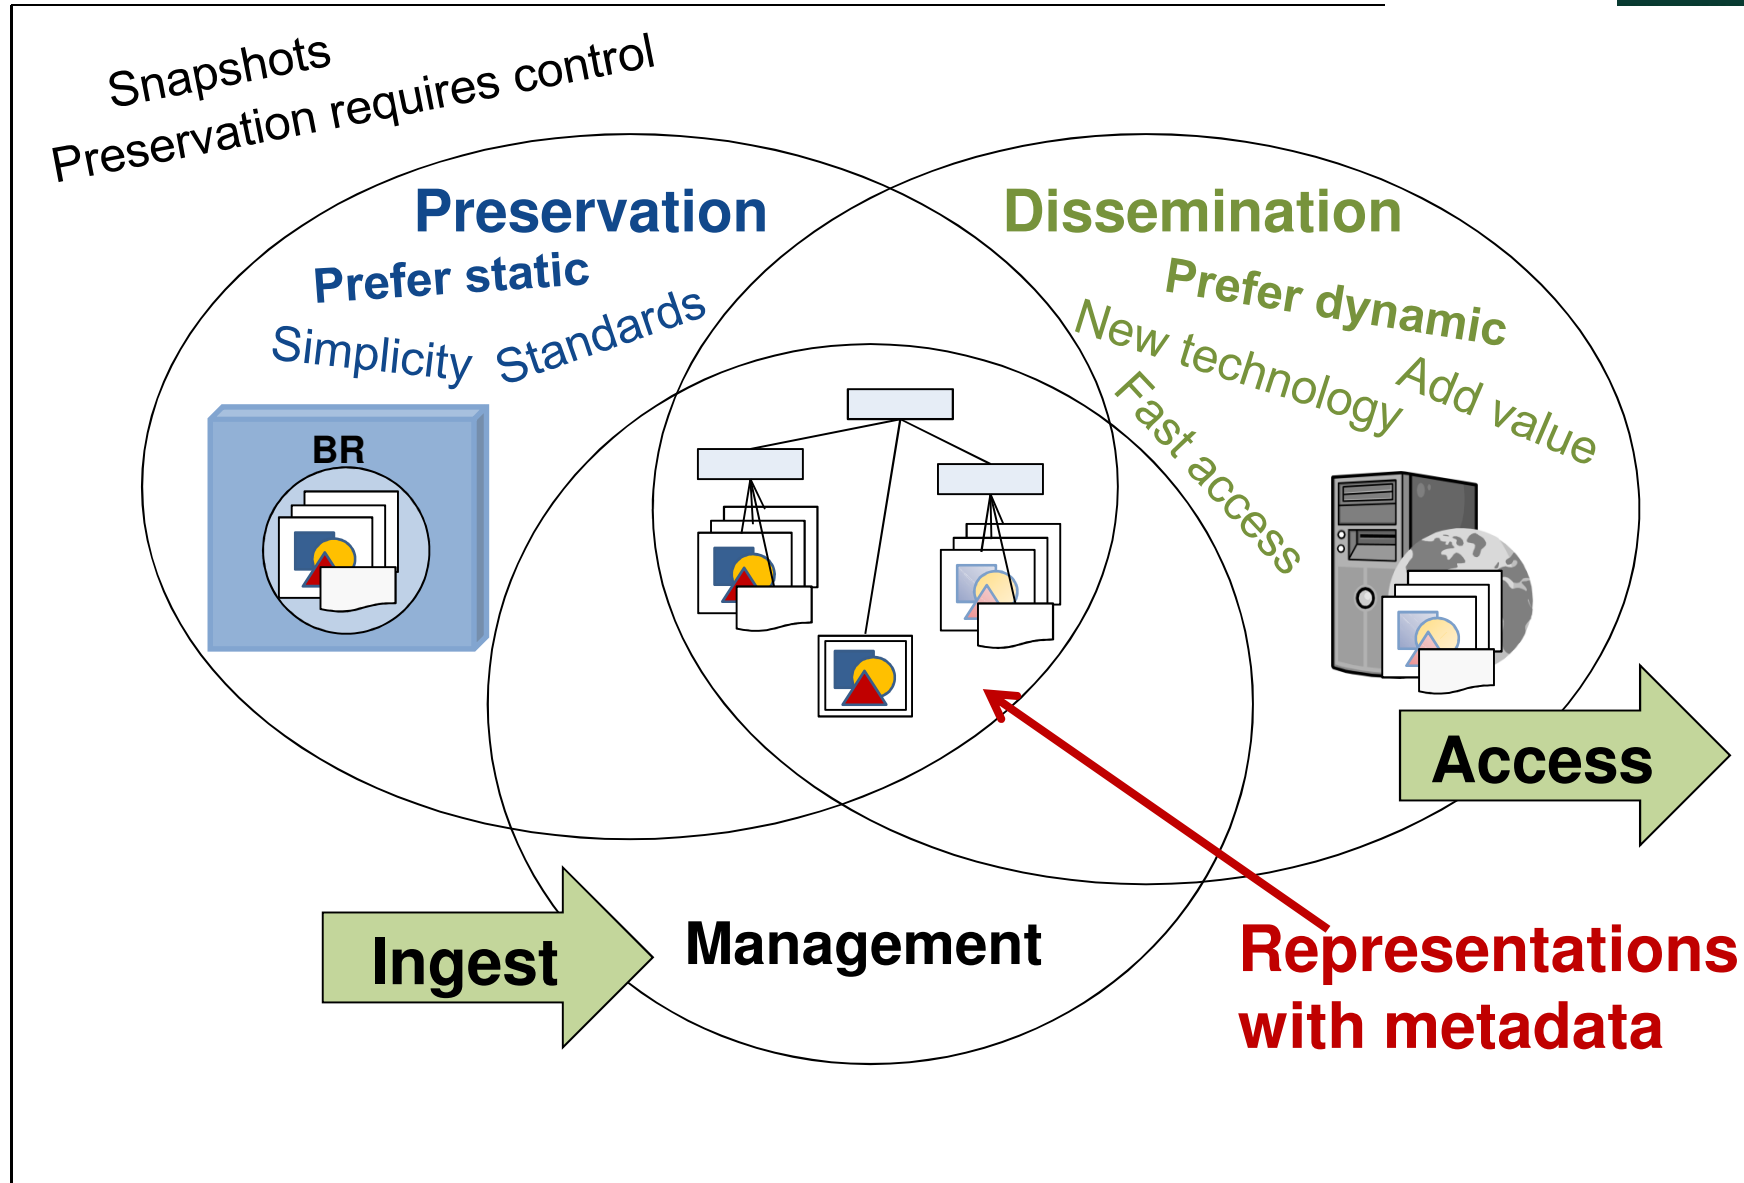 Snapshots
Preservation requires control
Preservation
Dissemination
Prefer static
Prefer dynamic
Simplicity
Standards
New technology
Add value
Fast access
BR
Access
Ingest
Management
Representations
with metadata